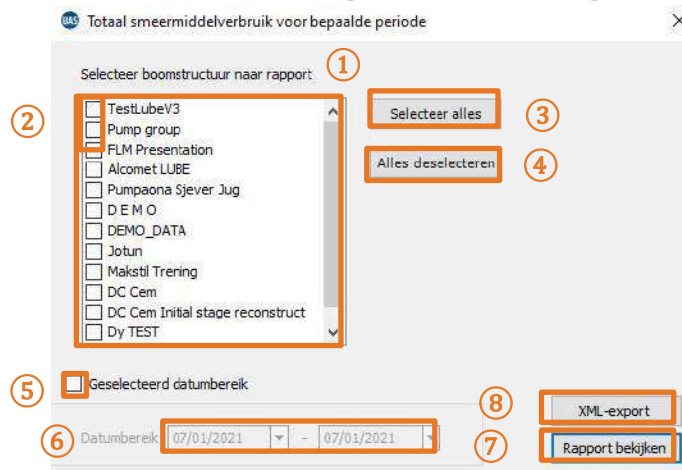 UAS Totaal smeermiddelverbruik voor bepaalde periode
Selecteer boomstructuur naar rapport ①
② TestLubeV3 Selecteer alles ③
Pump group
FLM Presentation Alles deselecteren ④
Alcomet LUBE
Pumpaona Sjever Jug
D E M O
DEMO_DATA
Jotun
Makstil Trening
DC Cem
DC Cem Initial stage reconstruct
Dy TEST
⑤ Geselecteerd datumbereik
⑧ XML-export
⑥ Datumbereik 07/01/2021 - 07/01/2021 ⑦ Rapport bekijken